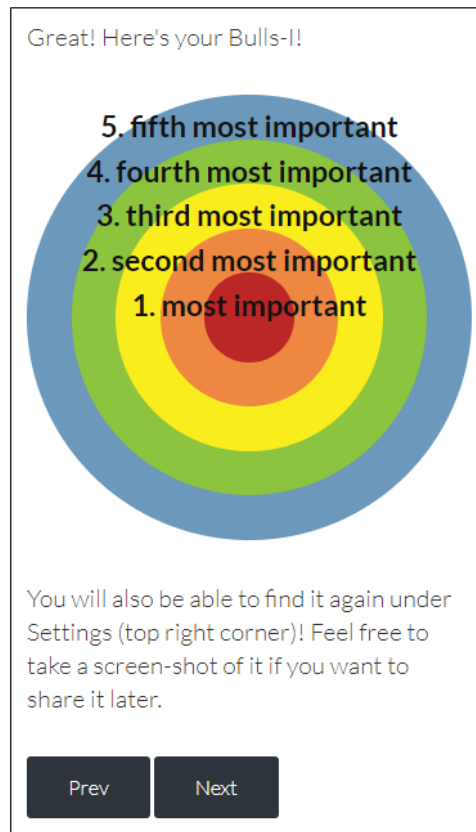 Great! Here's your Bulls-I!
5. fifth most important
4. fourth most important
3. third most important
2. second most important
1. most important
You will also be able to find it again under
Settings (top right corner)! Feel free to
take a screen-shot of it if you want to
share it later.
Prev
Next